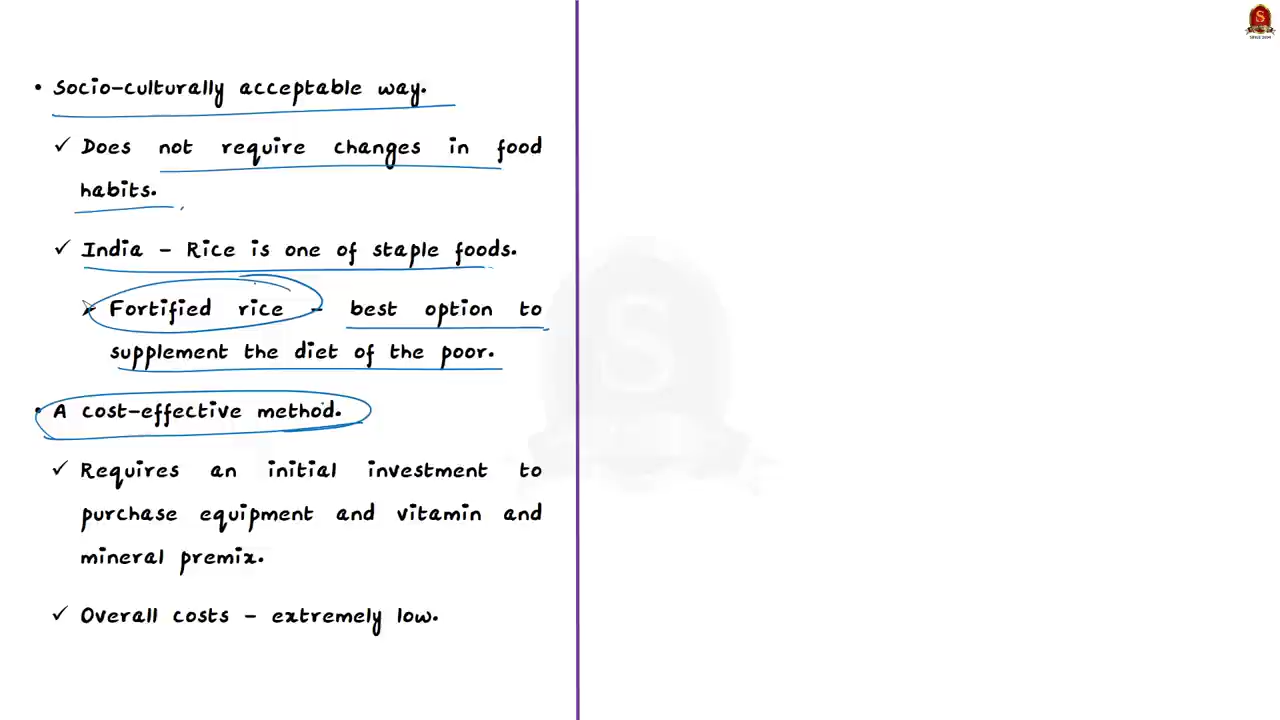 • Socio-culturally acceptable way.
✓ Does not require changes in food
habits.
✓ India – Rice is one of staple foods.
➤ Fortified rice – best option to
supplement the diet of the poor.
• A cost-effective method.
✓ Requires an initial investment to
purchase equipment and vitamin and
mineral premix.
✓ Overall costs – extremely low.
S
SINCE 2004
S